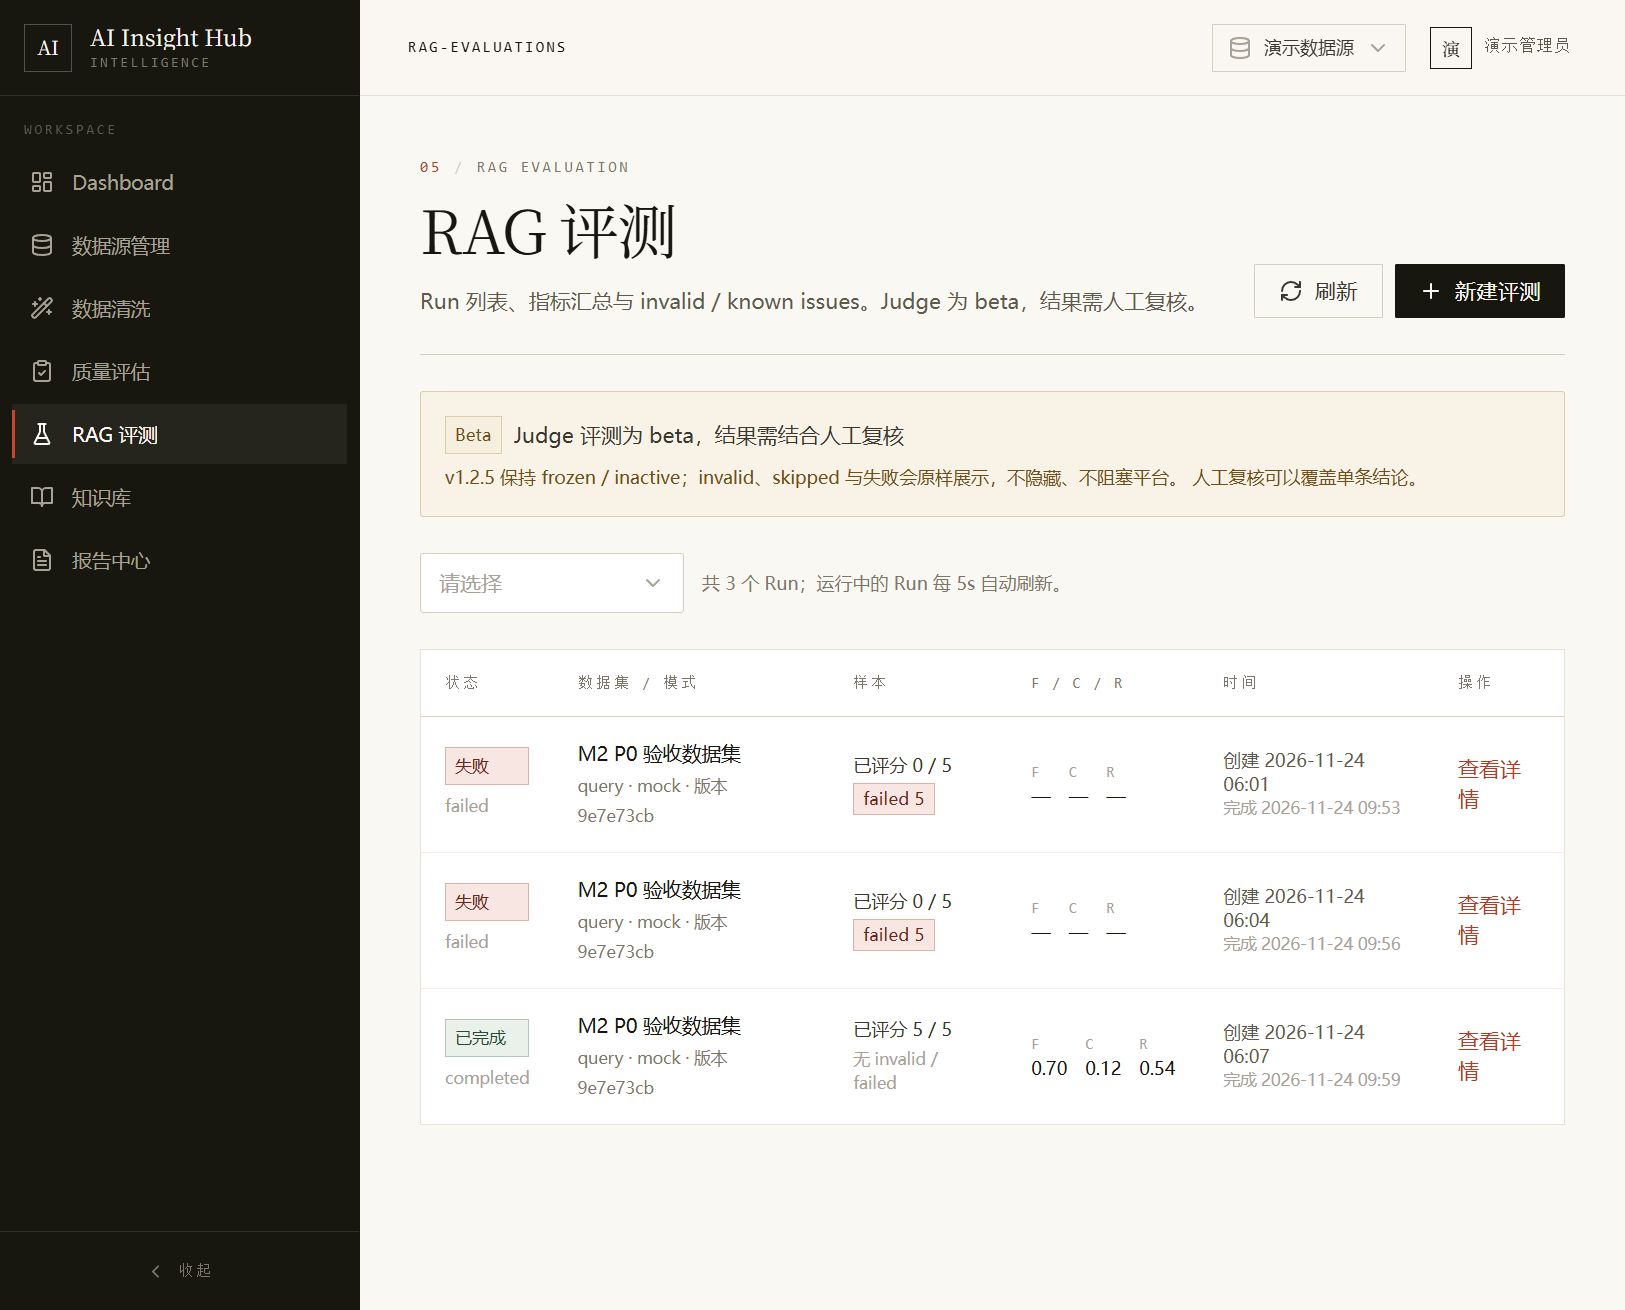 AI
AI Insight Hub
INTELLIGENCE
WORKSPACE
Dashboard
数据源管理
数据清洗
质量评估
RAG 评测
知识库
报告中心
收起
RAG-EVALUATIONS
演示数据源
演
演示管理员
05 / RAG EVALUATION
RAG 评测
Run 列表、指标汇总与 invalid / known issues。Judge 为 beta，结果需人工复核。
刷新
新建评测
Beta
Judge 评测为 beta，结果需结合人工复核
v1.2.5 保持 frozen / inactive；invalid、skipped 与失败会原样展示，不隐藏、不阻塞平台。 人工复核可以覆盖单条结论。
请选择
共 3 个 Run；运行中的 Run 每 5s 自动刷新。
状态 数据集 / 模式 样本 F / C / R 时间 操作
失败
failed
M2 P0 验收数据集
query · mock · 版本
9e7e73cb
已评分 0 / 5
failed 5
F C R
— — —
创建 2026-11-24
06:01
完成 2026-11-24 09:53
查看详
情
失败
failed
M2 P0 验收数据集
query · mock · 版本
9e7e73cb
已评分 0 / 5
failed 5
F C R
— — —
创建 2026-11-24
06:04
完成 2026-11-24 09:56
查看详
情
已完成
completed
M2 P0 验收数据集
query · mock · 版本
9e7e73cb
已评分 5 / 5
无 invalid /
failed
F C R
0.70 0.12 0.54
创建 2026-11-24
06:07
完成 2026-11-24 09:59
查看详
情